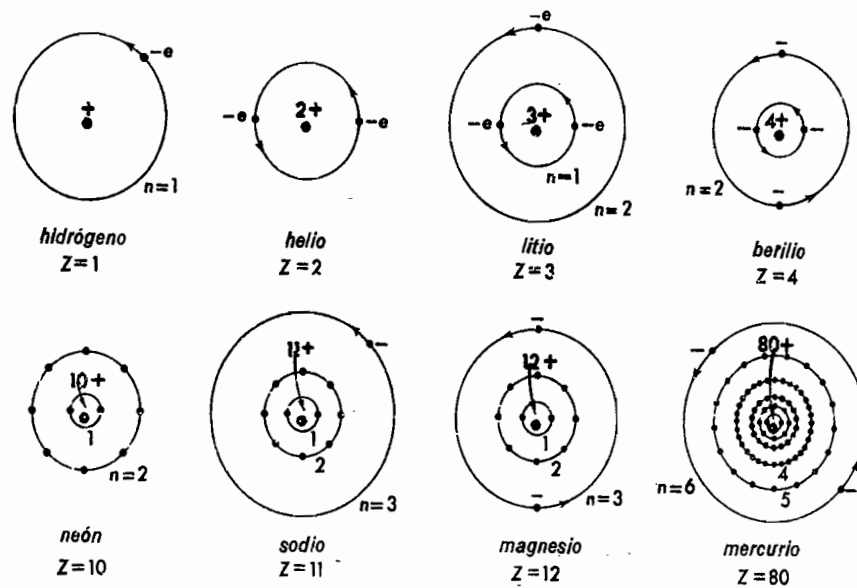 -e
+
n=1
hidrógeno
Z=1
2+
-e
-e
helio
Z=2
-e
3+
-e
-e
n=1
n=2
litio
Z=3
-
4+
-
-
n=2
-
berilio
Z=4
10+
1
n=2
neón
Z=10
11+
-
1
2
n=3
sodio
Z=11
-
12+
1
2
-
n=3
magnesio
Z=12
-
80+
4
5
n=6
-
mercurio
Z=80